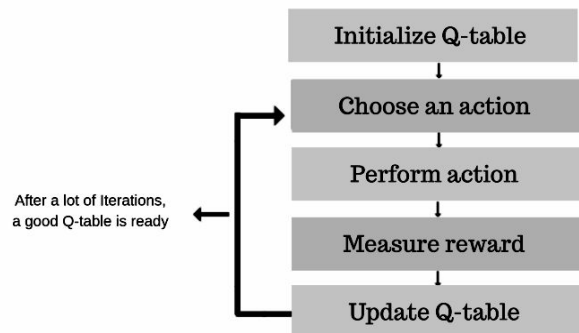 Initialize Q-table
Choose an action
Perform action
After a lot of Iterations,
a good Q-table is ready
Measure reward
Update Q-table